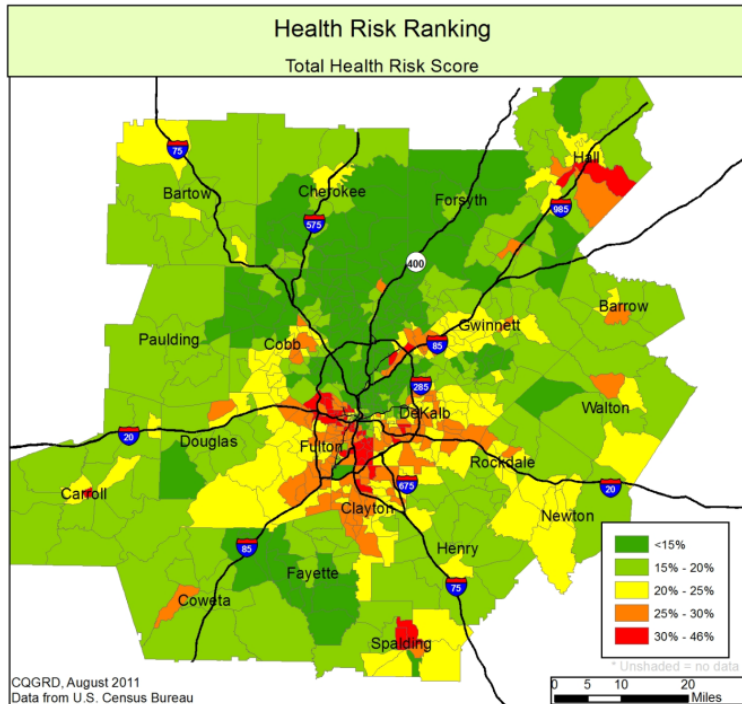 Health Risk Ranking
Total Health Risk Score
75
Hall
Bartow
Cherokee
Forsyth
985
575
400
Barrow
Gwinnett
Paulding
Cobb
85
285
DeKalb
Walton
20
Douglas
Fulton
Rockdale
Carroll
675
20
Clayton
Newton
85
Henry
Fayette
75
Coweta
Spalding
<15%
15% - 20%
20% - 25%
25% - 30%
30% - 46%
* Unshaded = no data
CQGRD, August 2011
Data from U.S. Census Bureau
0 5 10 20
Miles